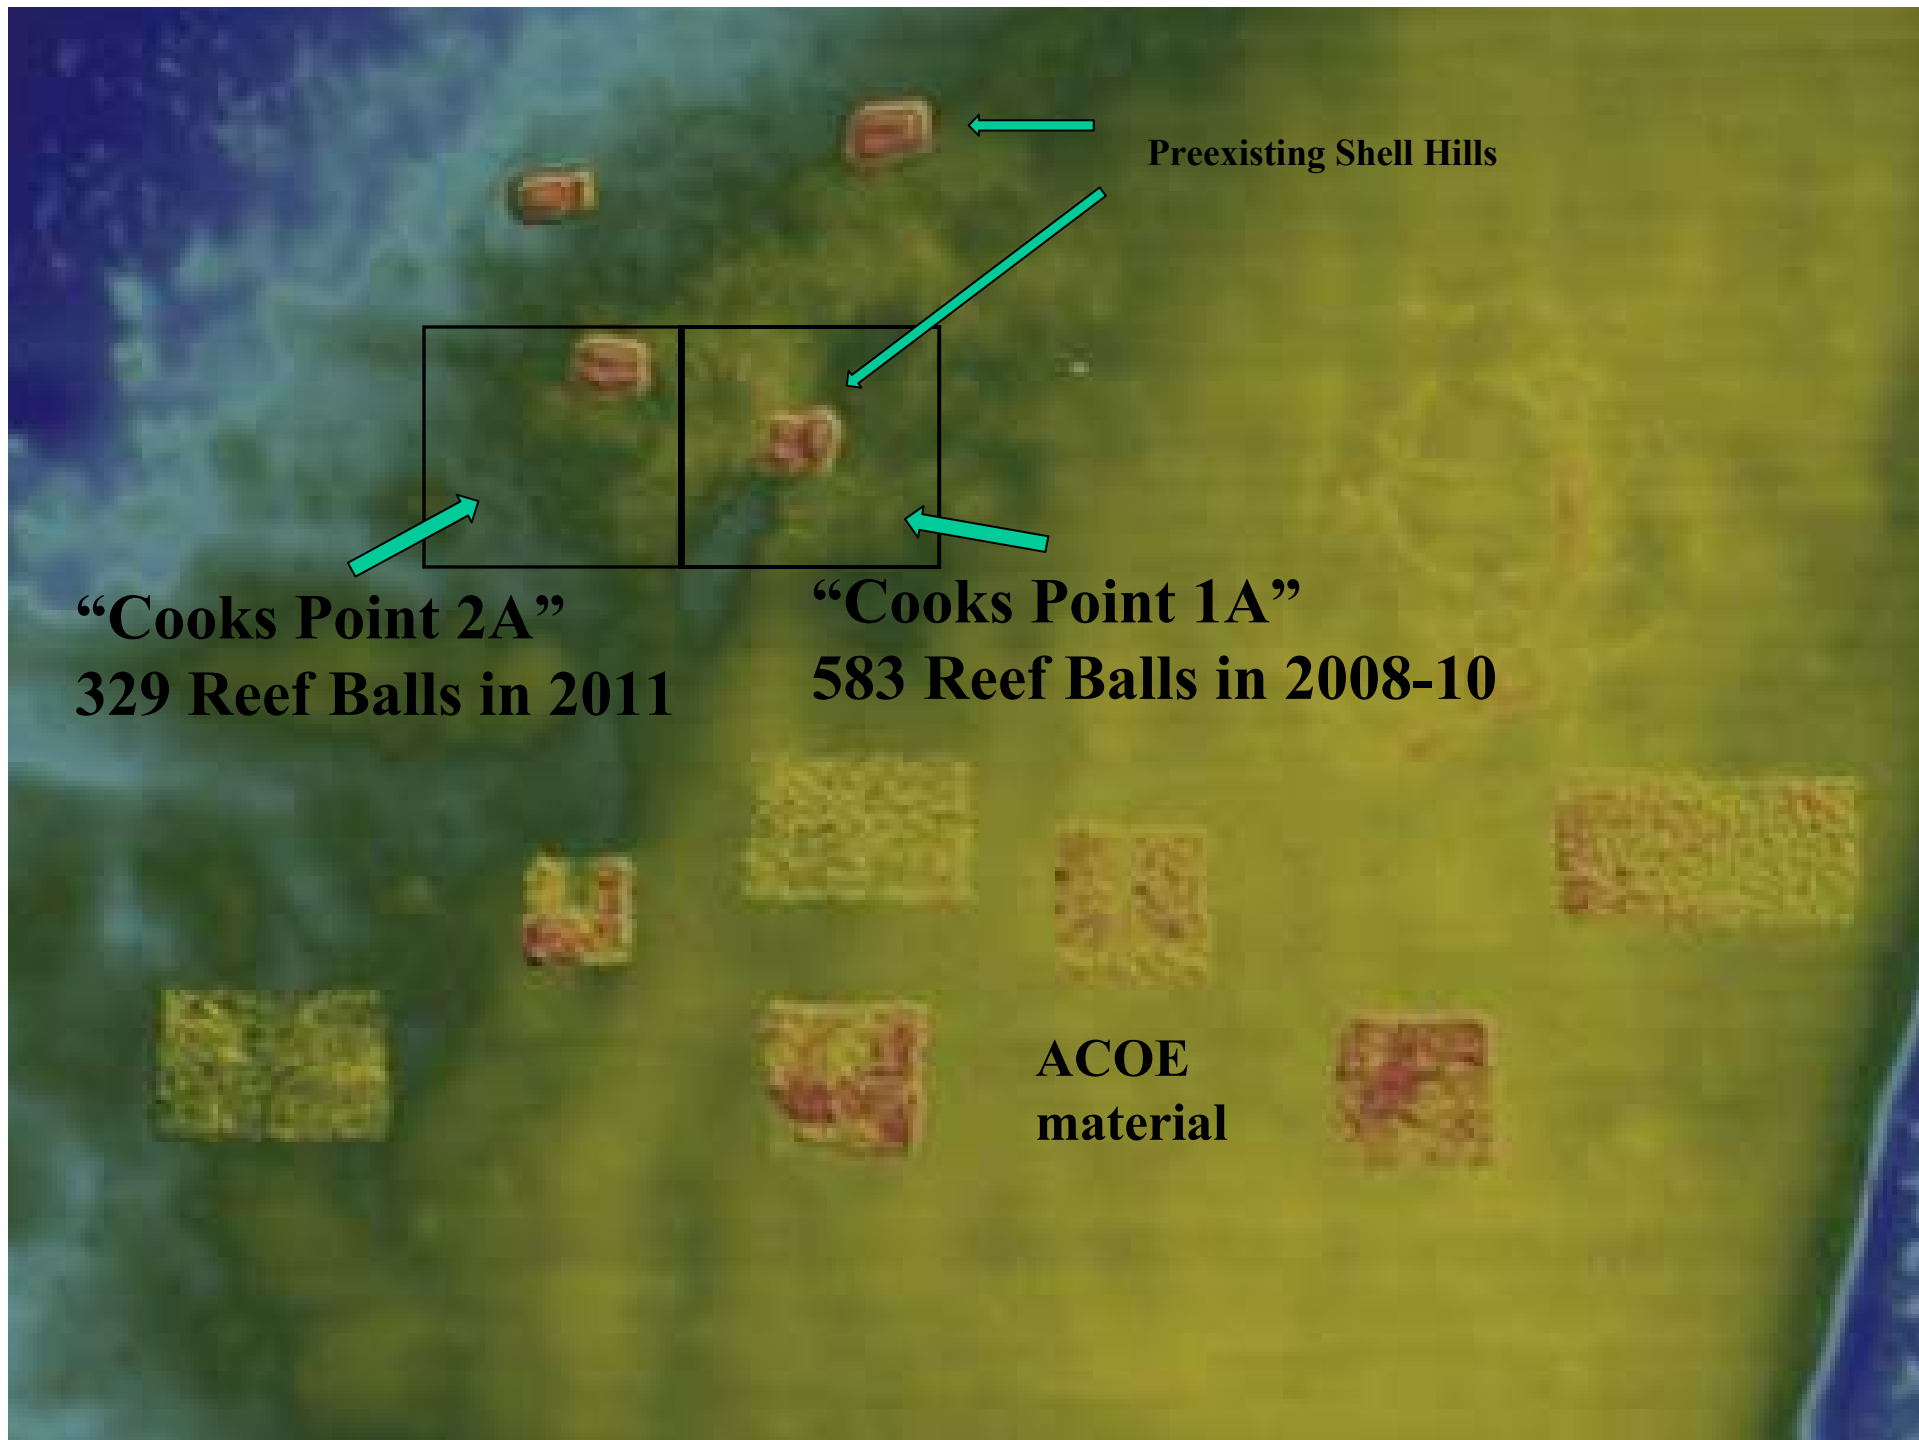 Preexisting Shell Hills
“Cooks Point 2A”
329 Reef Balls in 2011
“Cooks Point 1A”
583 Reef Balls in 2008-10
ACOE
material